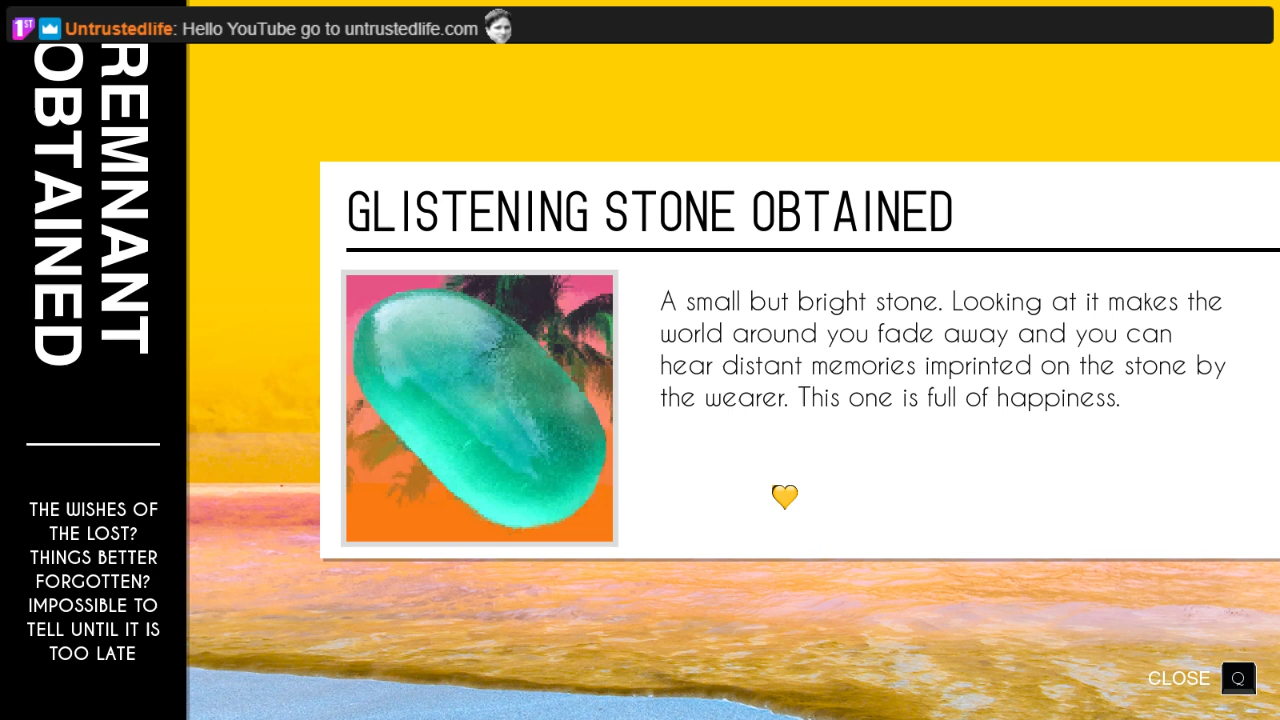 1ST Untrustedlife: Hello YouTube go to untrustedlife.com
REMNANT
OBTAINED
THE WISHES OF
THE LOST?
THINGS BETTER
FORGOTTEN?
IMPOSSIBLE TO
TELL UNTIL IT IS
TOO LATE
GLISTENING STONE OBTAINED
A small but bright stone. Looking at it makes the
world around you fade away and you can
hear distant memories imprinted on the stone by
the wearer. This one is full of happiness.
CLOSE Q